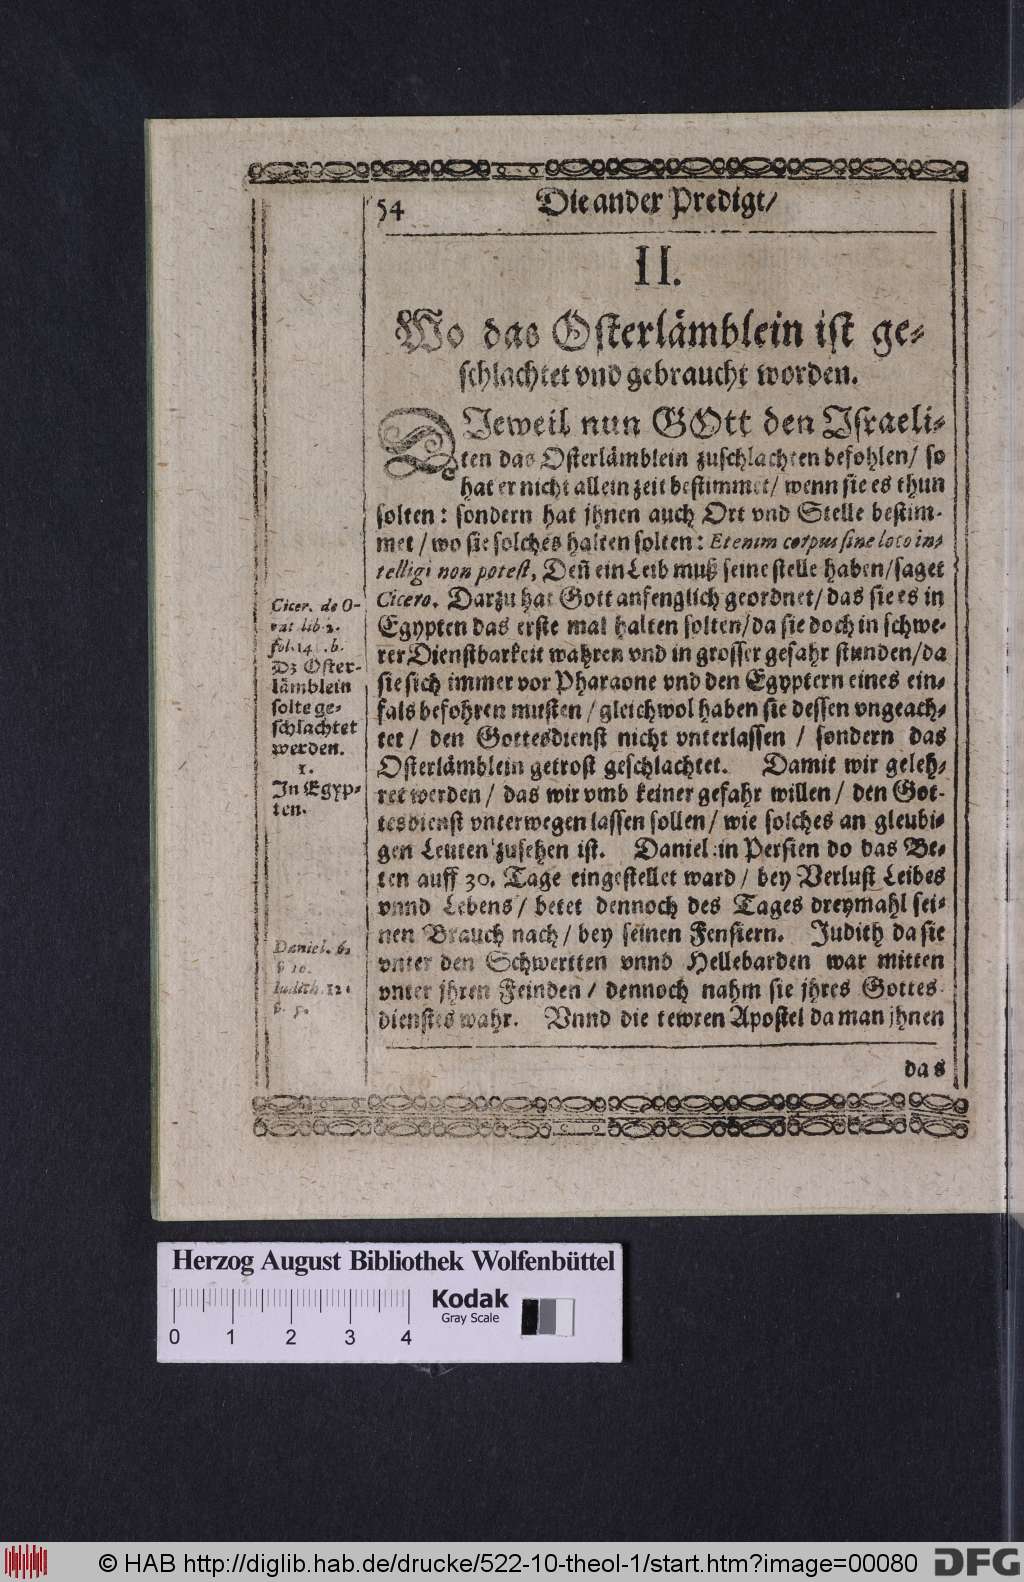 54
Die ander Predigt/
II.
Wo das Osterlämblein ist ge-
schlachtet vnd gebraucht worden.
DJeweil nun GOtt den Jsraeli-
ten das Osterlämblein zuschlachten befohlen/ so
hat er nicht allein zeit bestimmet/ wenn sie es thun
solten: sondern hat jhnen auch Ort vnd Stelle bestim-
met/ wo sie solches halten solten: Etenim corpus sine loco in-
telligi non potest, Deñ ein Leib muß seine stelle haben/ saget
Cicero. Darzu hat Gott anfenglich geordnet/ das sie es in
Egypten das erste mal halten solten/ da sie doch in schwe-
rer Dienstbarkeit wahren vnd in grosser gefahr stunden/ da
sie sich immer vor Pharaone vnd den Egyptern eines ein-
fals befohren musten/ gleichwol haben sie dessen vngeach-
tet/ den Gottesdienst nicht vnterlassen/ sondern das
Osterlämblein getrost geschlachtet. Damit wir geleh-
ret werden/ das wir vmb keiner gefahr willen/ den Got-
tesdienst vnterwegen lassen sollen/ wie solches an gleubi-
gen Leuten zusehen ist. Daniel in Persien do das Be-
ten auff 30. Tage eingestellet ward/ bey Verlust Leibes
vnnd Lebens/ betet dennoch des Tages dreymahl sei-
nen Brauch nach/ bey seinen Fenstern. Judith da sie
vnter den Schwertten vnnd Hellebarden war mitten
vnter jhren Feinden/ dennoch nahm sie jhres Gottes
dienstes wahr. Vnnd die tewren Apostel da man jhnen
das
Cicer. de O-
rat lib. 2.
fol. 14 . b.
Dz Oster-
lämblein
solte ge-
schlachtet
werden.
1.
Jn Egyp-
ten.
Daniel. 6.
ỳ 10.
Iudith. 12.
ỳ. 5.
Herzog August Bibliothek Wolfenbüttel
Kodak
Gray Scale
0 1 2 3 4
© HAB http://diglib.hab.de/drucke/522-10-theol-1/start.htm?image=00080
DFG